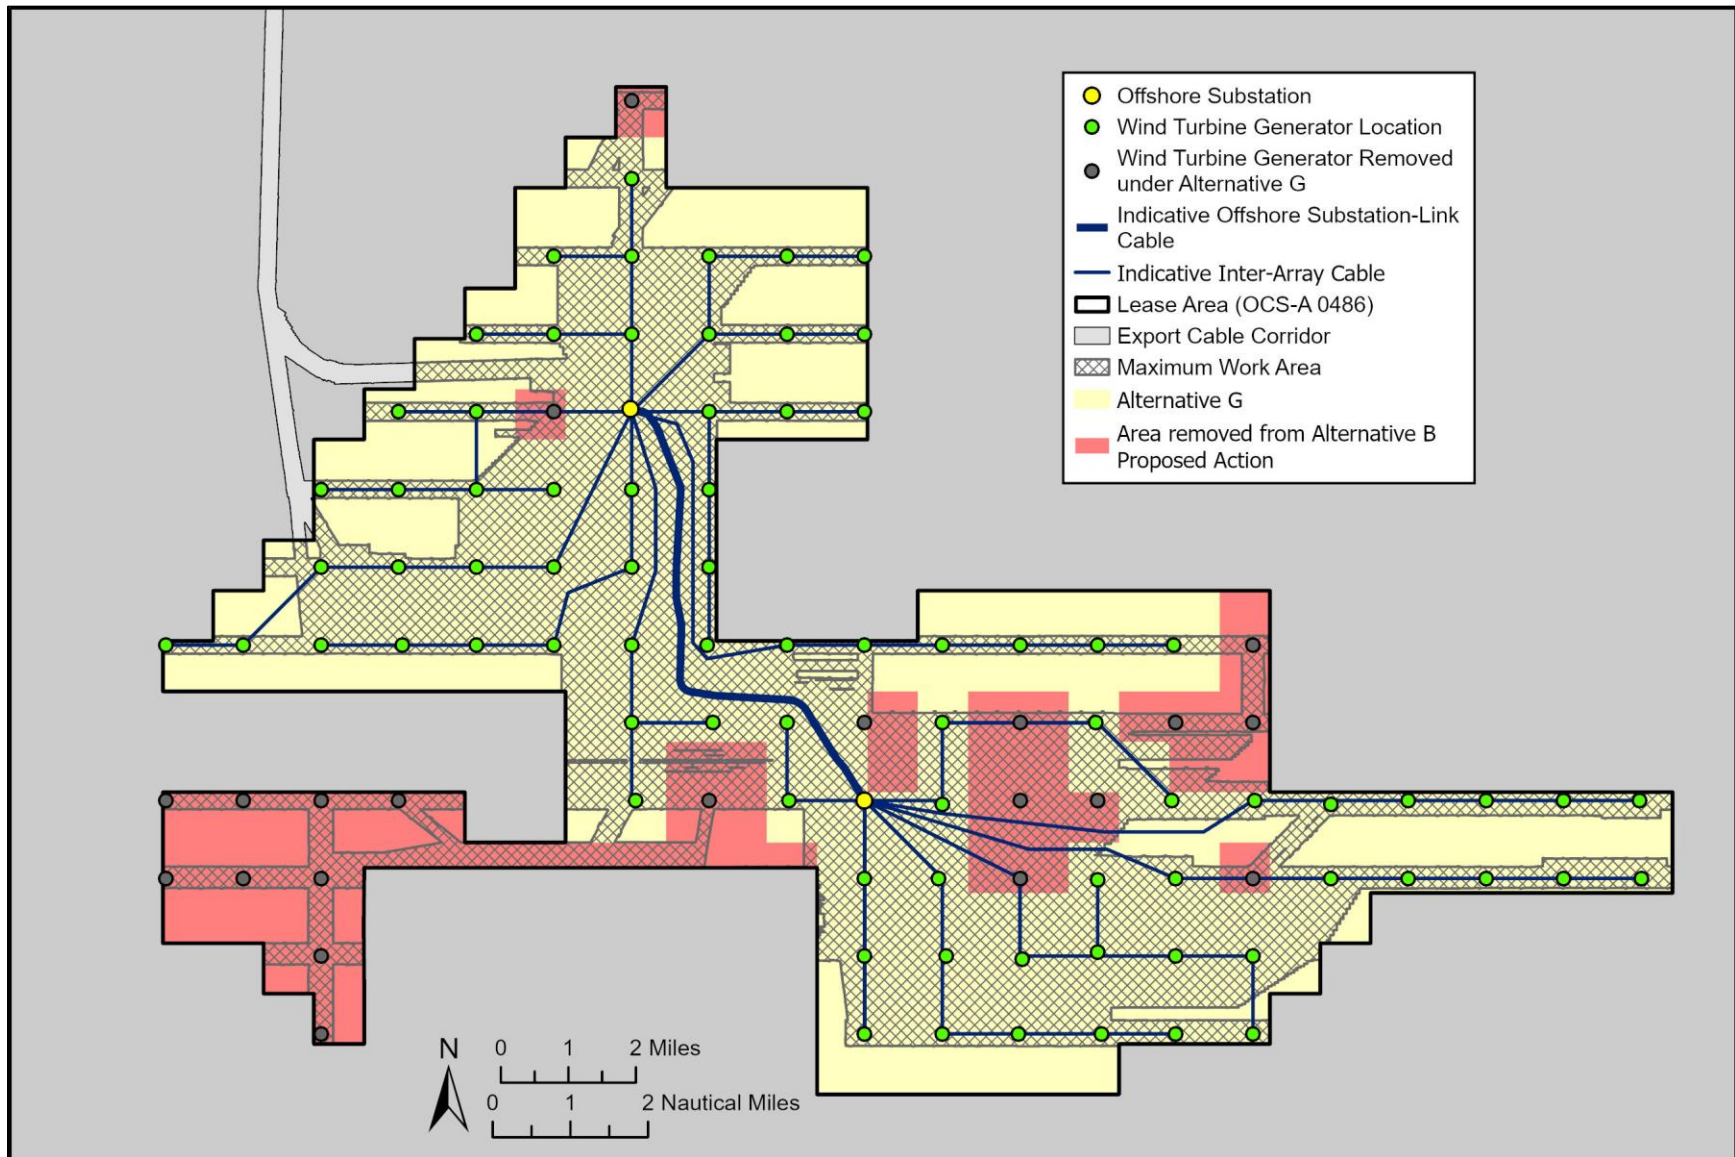 Offshore Substation
Wind Turbine Generator Location
Wind Turbine Generator Removed
under Alternative G
Indicative Offshore Substation-Link
Cable
Indicative Inter-Array Cable
Lease Area (OCS-A 0486)
Export Cable Corridor
Maximum Work Area
Alternative G
Area removed from Alternative B
Proposed Action
N
0 1 2 Miles
0 1 2 Nautical Miles